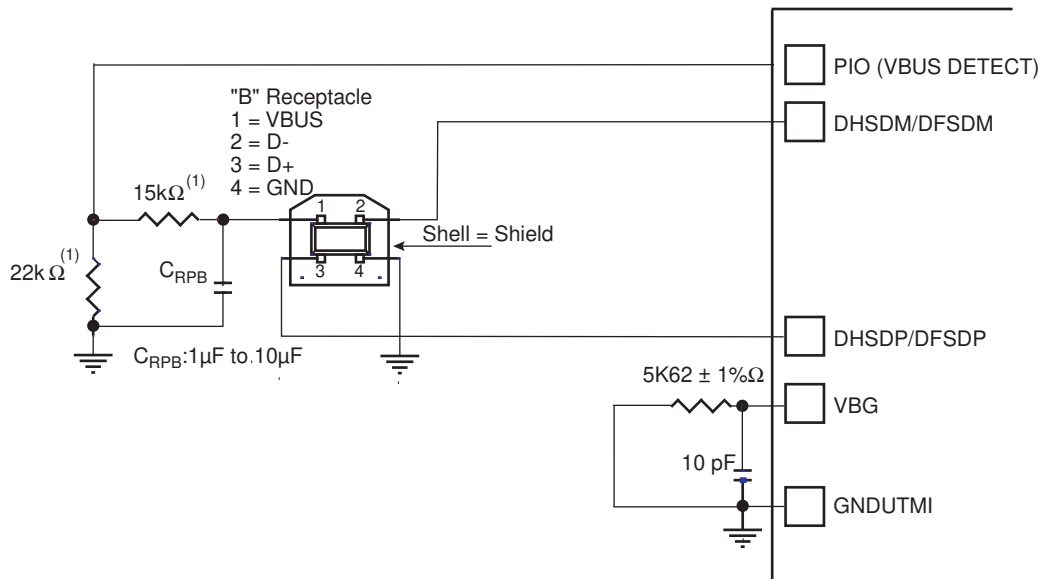 PIO (VBUS DETECT)
"B" Receptacle
1 = VBUS
2 = D-
3 = D+
4 = GND
DHSDM/DFSDM
15kΩ(1)
1 2
Shell = Shield
22k Ω(1)
CRPB
3 4
CRPB:1µF to 10µF
DHSDP/DFSDP
5K62 ± 1%Ω
VBG
10 pF
GNDUTMI